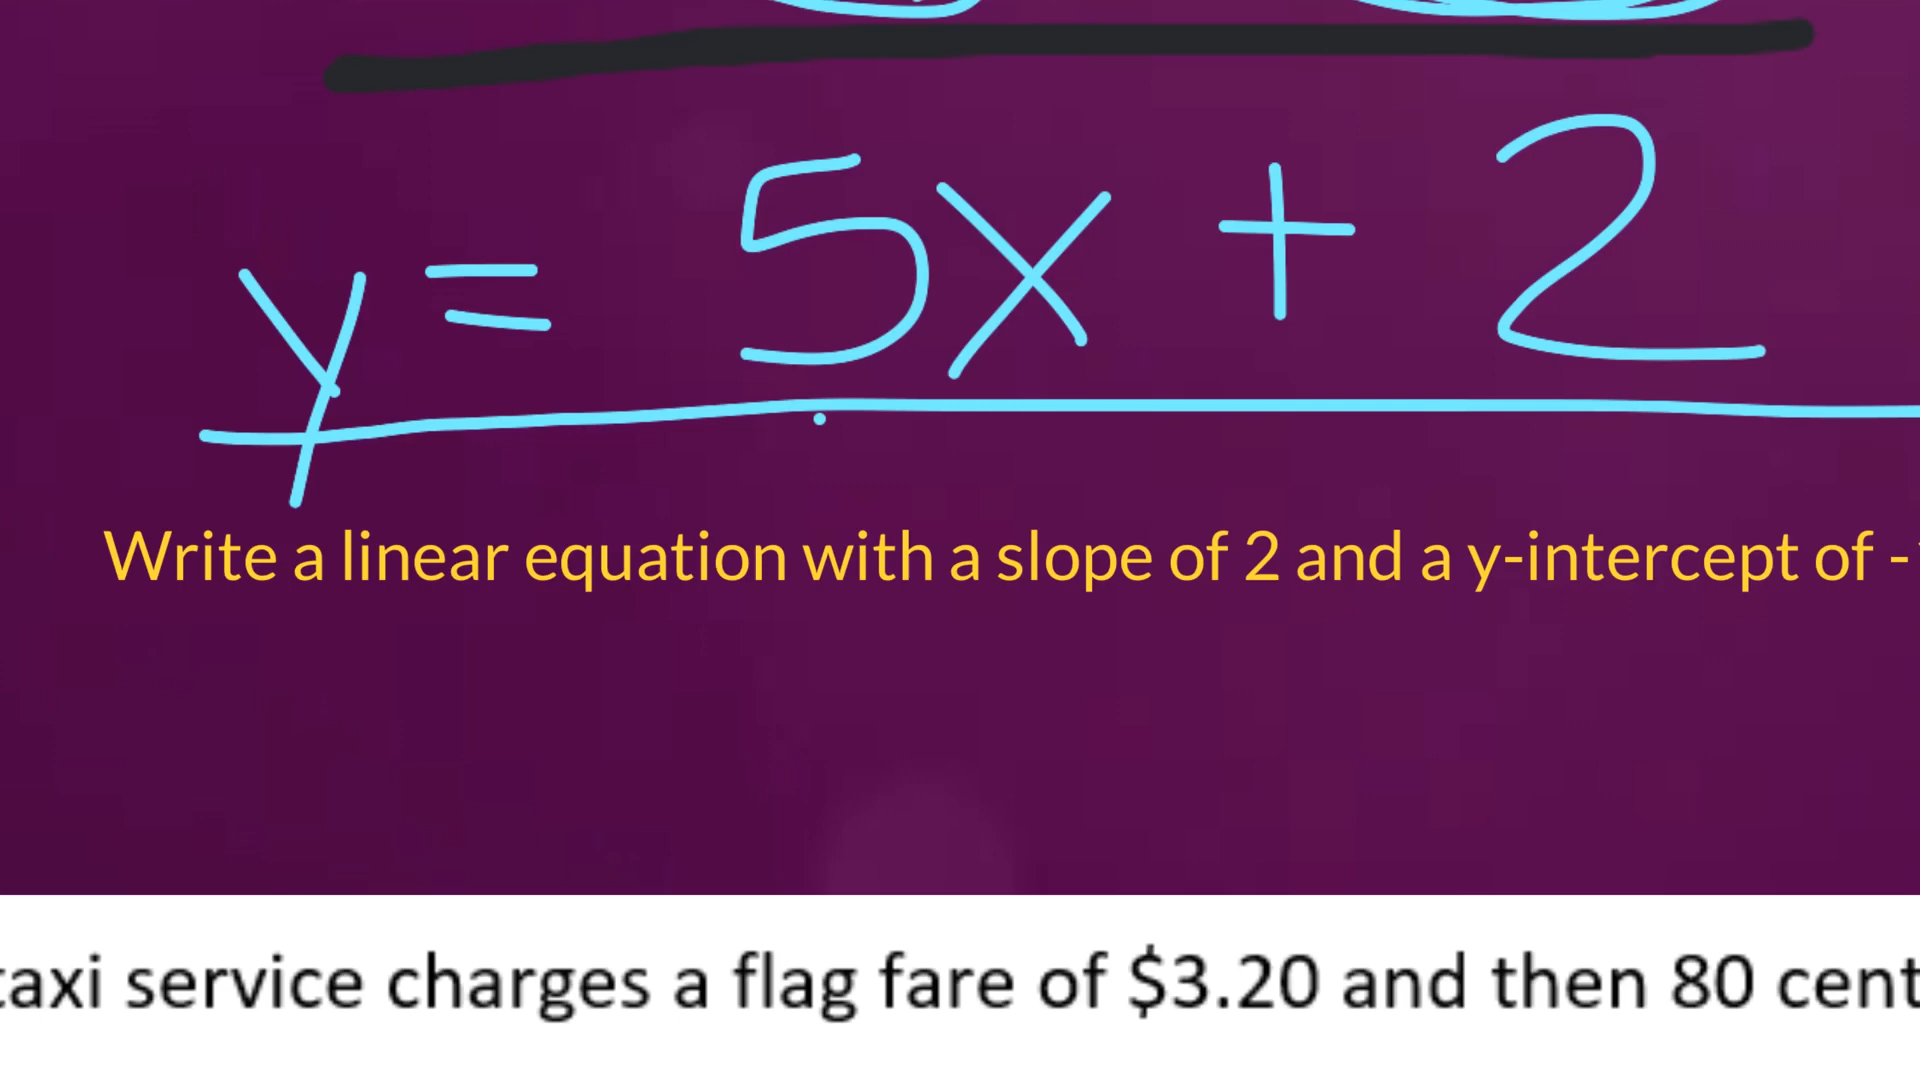 y = 5x + 2
Write a linear equation with a slope of 2 and a y-intercept of -
taxi service charges a flag fare of $3.20 and then 80 cent